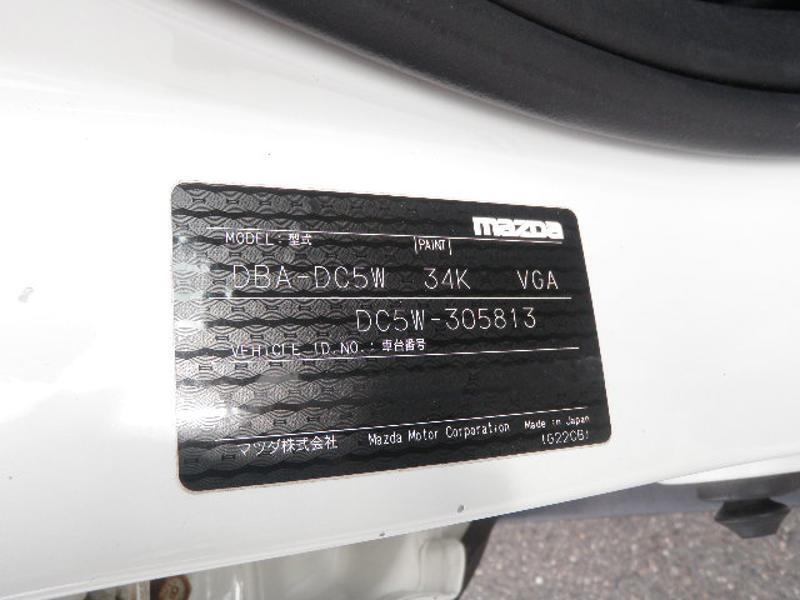 mazda
MODEL:型式 [PAINT]
DBA-DC5W 34K VGA
DC5W-305813
VEHICLE ID.NO.:車台番号
マツダ株式会社 Mazda Motor Corporation Made in Japan
(G22CB)